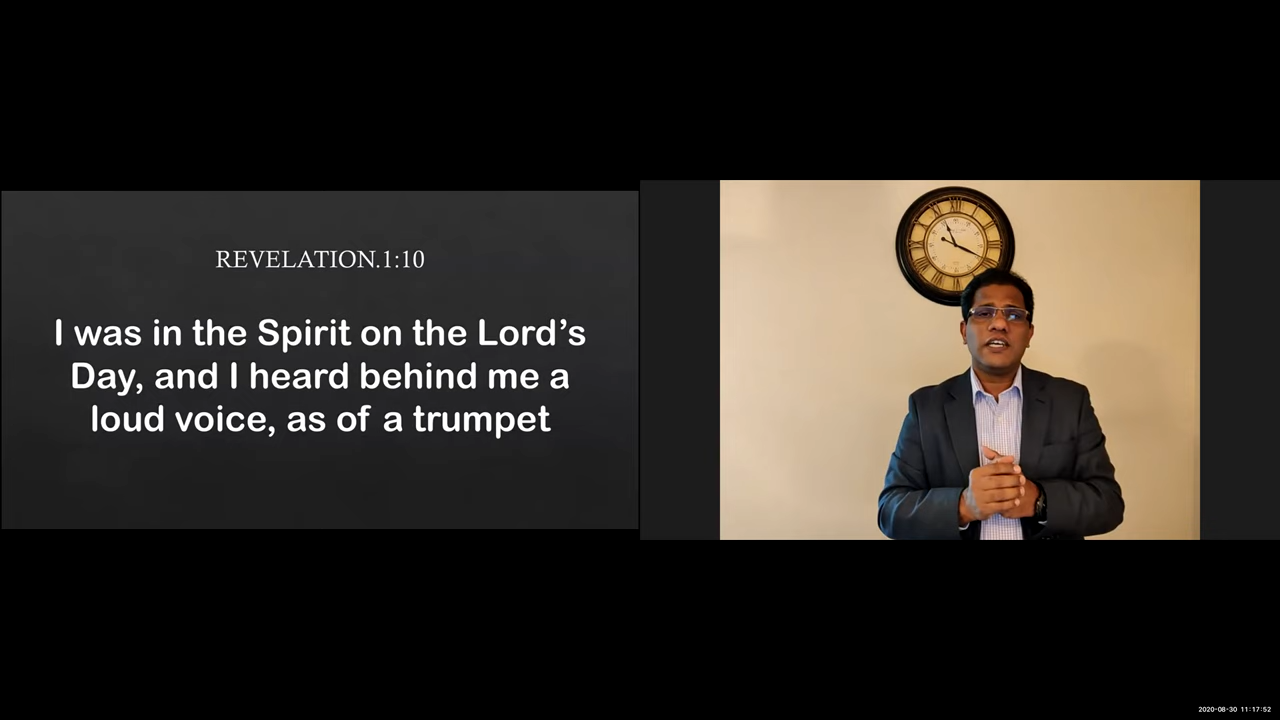 REVELATION.1:10
I was in the Spirit on the Lord’s
Day, and I heard behind me a
loud voice, as of a trumpet
2020-08-30 11:17:52